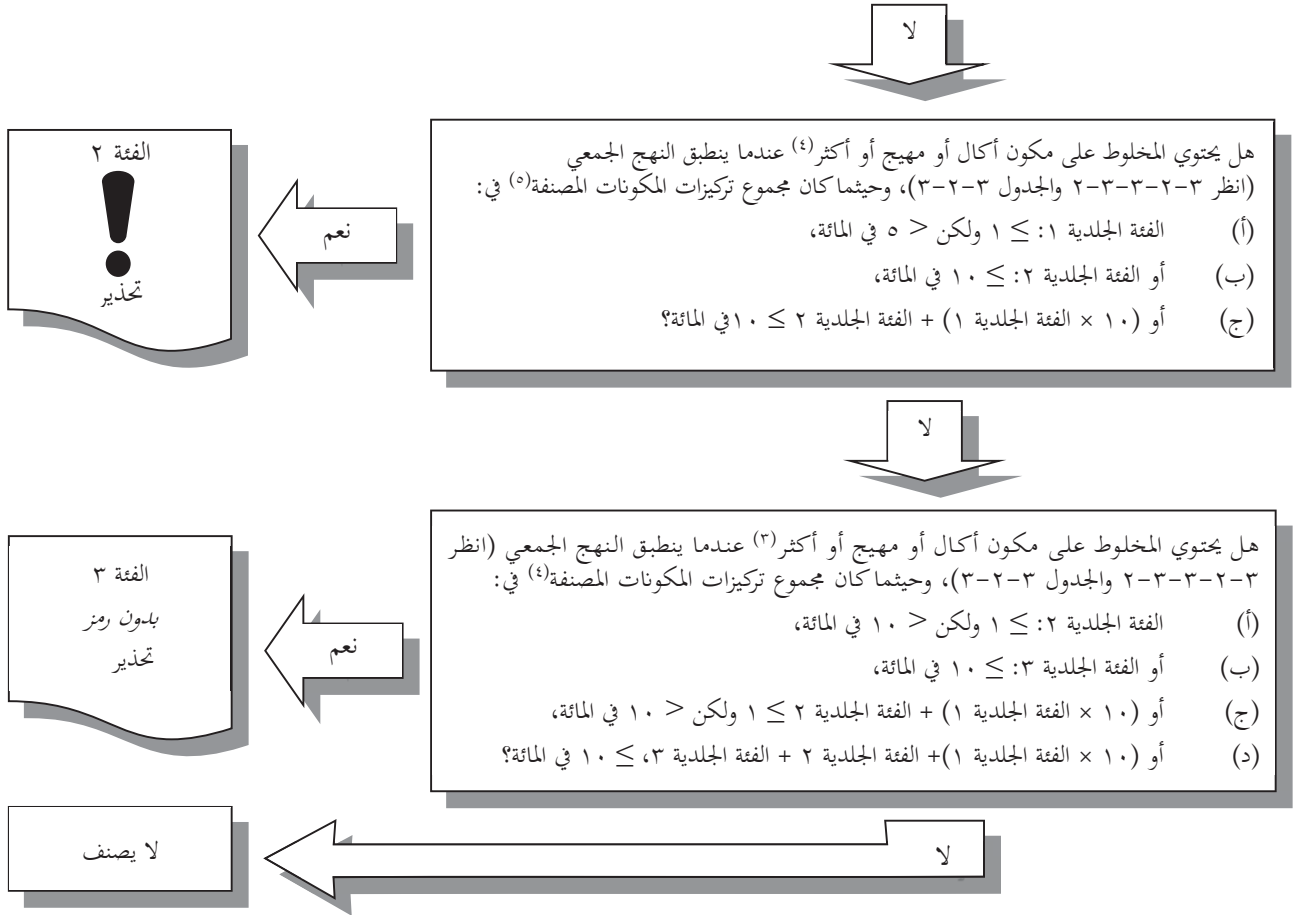 لا
هل يحتوي المخلوط على مكون أكال أو مهيج أو أكثر(٤) عندما ينطبق النهج الجمعي
(انظر ٣-٢-٣-٣-٢ والجدول ٣-٢-٣)، وحيثما كان مجموع تركيزات المكونات المصنفة(٥) في:
(أ) الفئة الجلدية ١: ≥ ١ ولكن < ٥ في المائة،
(ب) أو الفئة الجلدية ٢: ≥ ١٠ في المائة،
(ج) أو (١٠ × الفئة الجلدية ١) + الفئة الجلدية ٢ ≥ ١٠في المائة؟
نعم
الفئة ٢
تحذير
لا
هل يحتوي المخلوط على مكون أكال أو مهيج أو أكثر(٣) عندما ينطبق النهج الجمعي (انظر
٣-٢-٣-٣-٢ والجدول ٣-٢-٣)، وحيثما كان مجموع تركيزات المكونات المصنفة(٤) في:
(أ) الفئة الجلدية ٢: ≥ ١ ولكن < ١٠ في المائة،
(ب) أو الفئة الجلدية ٣: ≥ ١٠ في المائة،
(ج) أو (١٠ × الفئة الجلدية ١) + الفئة الجلدية ٢ ≥ ١ ولكن < ١٠ في المائة،
(د) أو (١٠ × الفئة الجلدية ١)+ الفئة الجلدية ٢ + الفئة الجلدية ٣، ≥ ١٠ في المائة؟
نعم
الفئة ٣
بدون رمز
تحذير
لا
لا يصنف